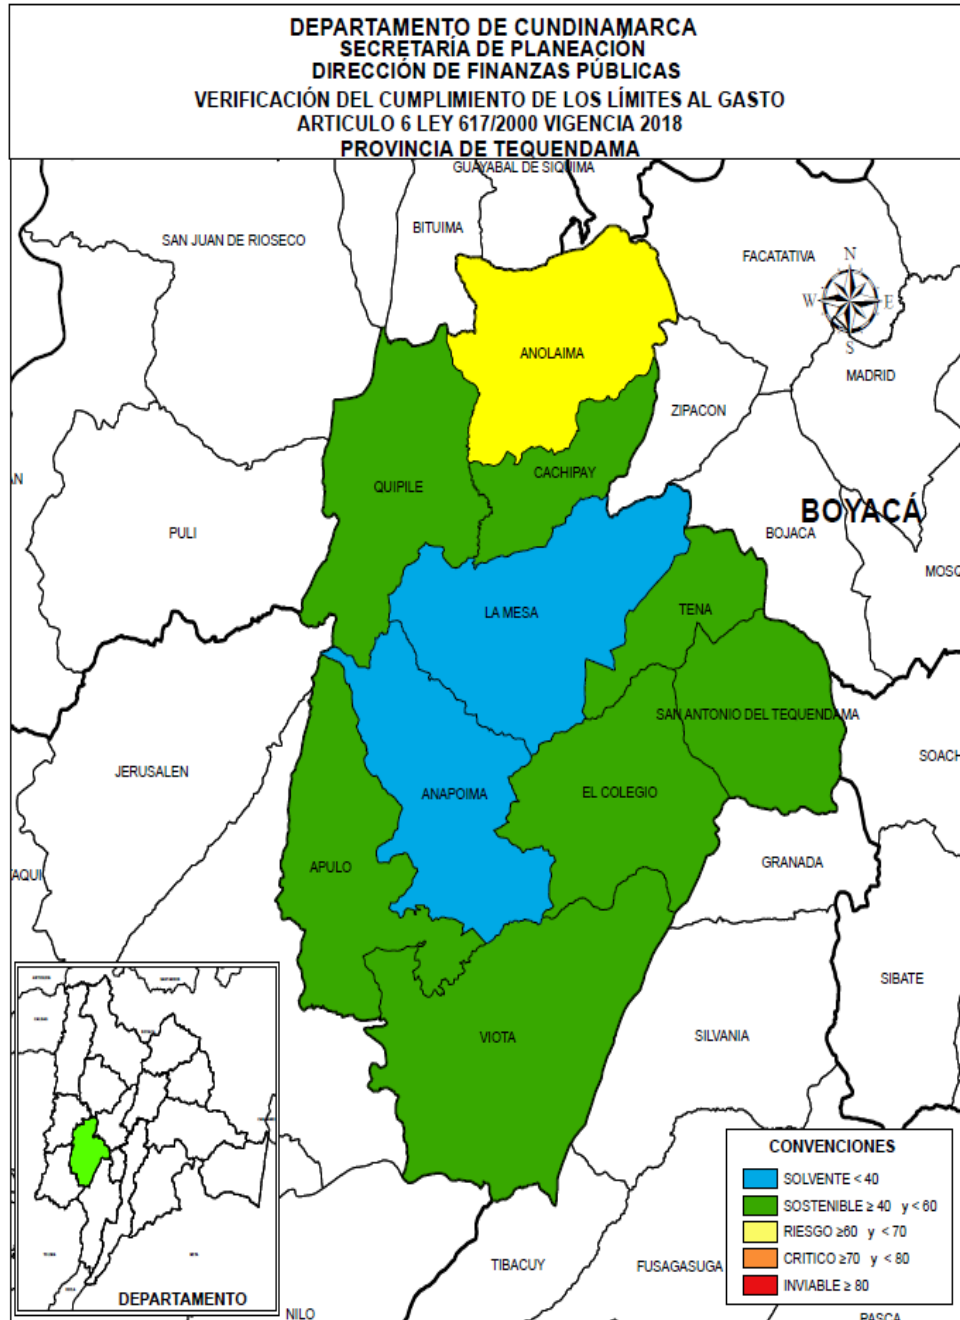 DEPARTAMENTO DE CUNDINAMARCA
SECRETARÍA DE PLANEACIÓN
DIRECCIÓN DE FINANZAS PÚBLICAS
VERIFICACIÓN DEL CUMPLIMIENTO DE LOS LÍMITES AL GASTO
ARTICULO 6 LEY 617/2000 VIGENCIA 2018
PROVINCIA DE TEQUENDAMA
GUAYABAL DE SIQUIMA
BITUIMA
SAN JUAN DE RIOSECO
FACATATIVA
N
W
E
S
ANOLAIMA
MADRID
ZIPACON
CACHIPAY
QUIPILE
AN
BOYACÁ
PULI
BOJACA
MOSQ
LA MESA
TENA
SAN ANTONIO DEL TEQUENDAMA
SOACH
JERUSALEN
ANAPOIMA
EL COLEGIO
GRANADA
APULO
TAQUI
SIBATE
VIOTA
SILVANIA
CONVENCIONES
SOLVENTE < 40
SOSTENIBLE ≥ 40 y < 60
RIESGO ≥60 y < 70
CRITICO ≥70 y < 80
INVIABLE ≥ 80
TIBACUY
FUSAGASUGA
DEPARTAMENTO
NILO
PASCA